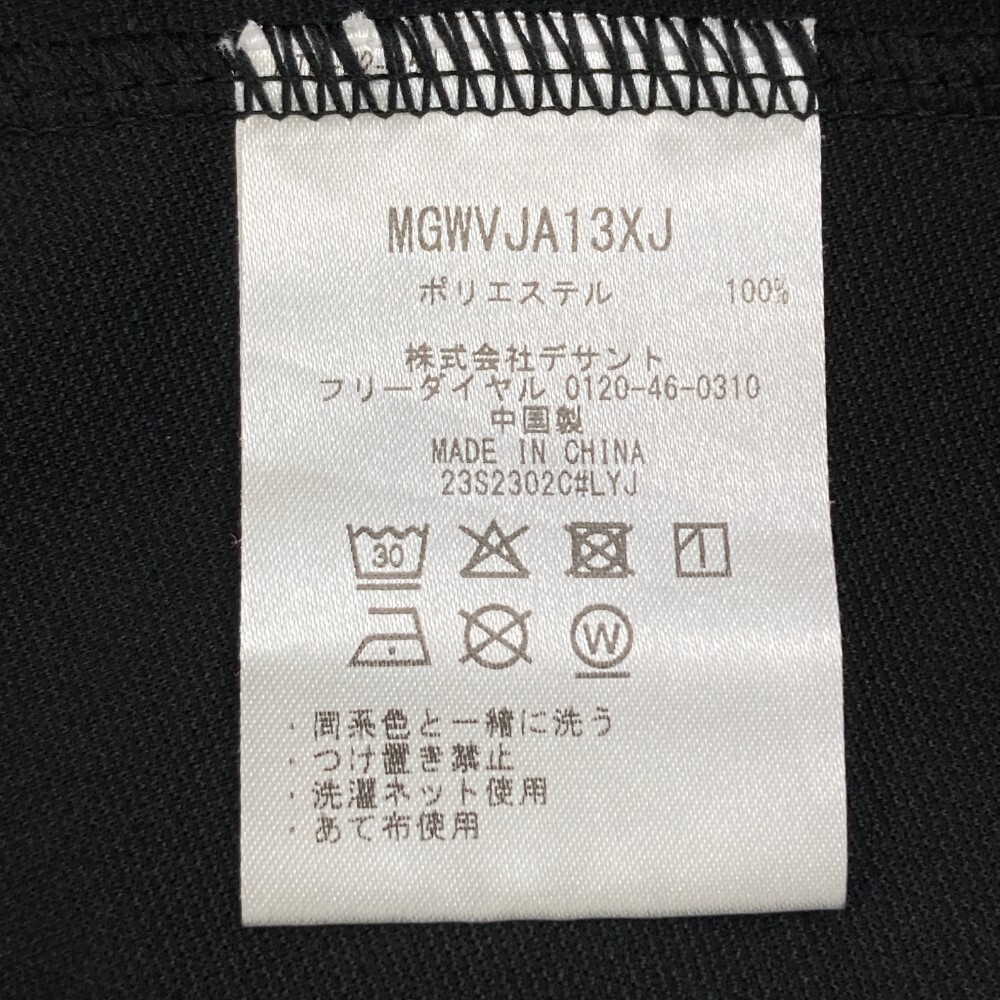 MGWVJA13XJ
ポリエステル 100%
株式会社デサント
フリーダイヤル 0120-46-0310
中国製
MADE IN CHINA
23S2302C#LYJ
30
W
・同系色と一緒に洗う
・つけ置き禁止
・洗濯ネット使用
・あて布使用